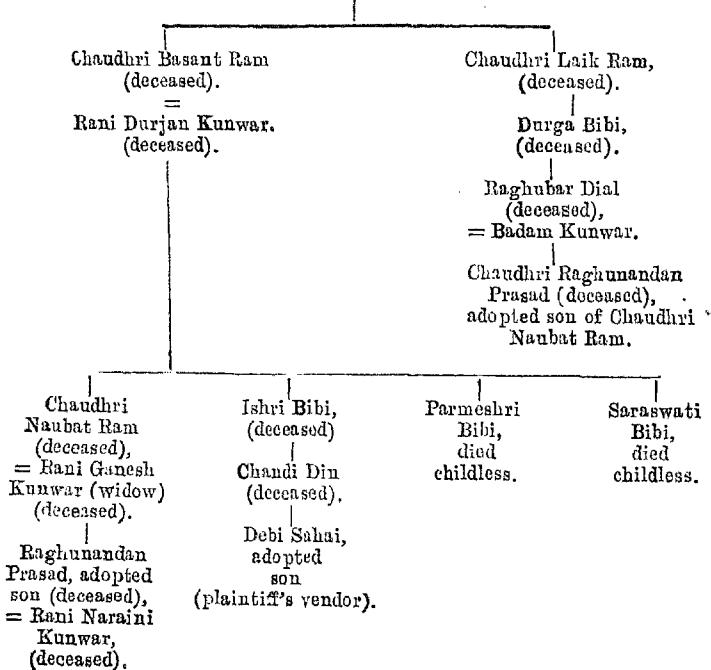 Chaudhri Basant Ram
(deceased).
=
Rani Durjan Kunwar.
(deceased).
Chaudhri Laik Ram,
(deceased).
Durga Bibi,
(deceased).
Raghubar Dial
(deceased),
= Badam Kunwar.
Chaudhri Raghunandan
Prasad (deceased),
adopted son of Chaudhri
Naubat Ram.
Chaudhri
Naubat Ram
(deceased),
= Rani Ganesh
Kunwar (widow)
(deceased).
Raghunandan
Prasad, adopted
son (deceased),
= Rani Naraini
Kunwar,
(deceased).
Ishri Bibi,
(deceased)
Chandi Din
(deceased),
Debi Sahai,
adopted
son
(plaintiff's vendor).
Parmeshri
Bibi,
died
childless.
Saraswati
Bibi,
died
childless.